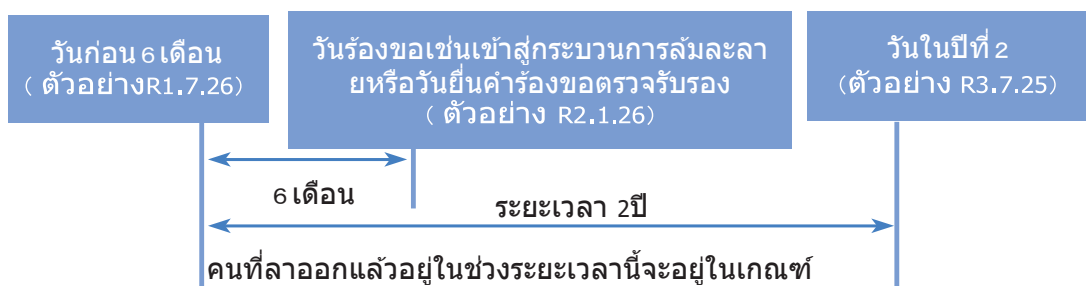 วันก่อน 6 เดือน
( ตัวอย่างR1.7.26)
วันร้องขอเช่นเข้าสู่กระบวนการล้มละลา
ยหรือวันยื่นคำร้องขอตรวจรับรอง
( ตัวอย่าง R2.1.26)
วันในปีที่ 2
(ตัวอย่าง R3.7.25)
6 เดือน
ระยะเวลา 2ปี
คนที่ลาออกแล้วอยู่ในช่วงระยะเวลานี้จะอยู่ในเกณฑ์